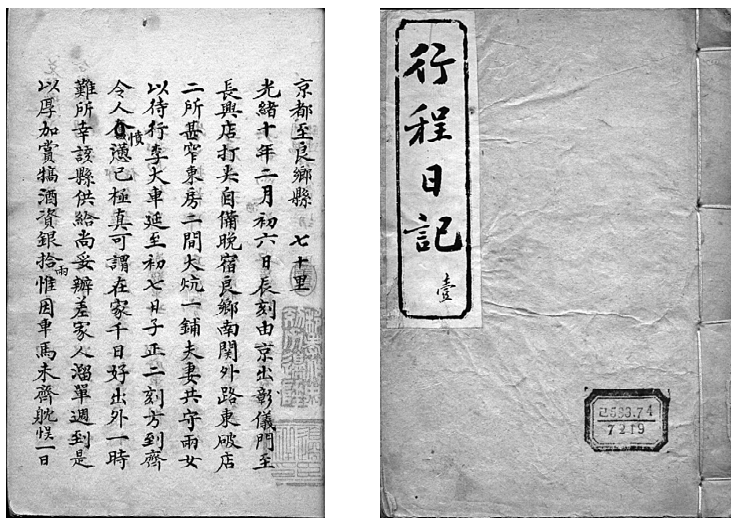 行程日記
壹
7219
京都至良鄉縣 七十里
光緒十年二月初六日辰刻由京出彰儀門至
長興店打尖自備晚宿良鄉南関外路東破店
二所甚窄東房二間大炕一鋪夫妻共守兩女
以待行李大車延至初七日子正二刻方到齊
令人憤懣已極真可謂在家千日好出外一時
難所幸該縣供給尚妥辦差家人溜單週到是
以厚加賞犒酒資銀拾兩惟因車馬未齊躭悞一日